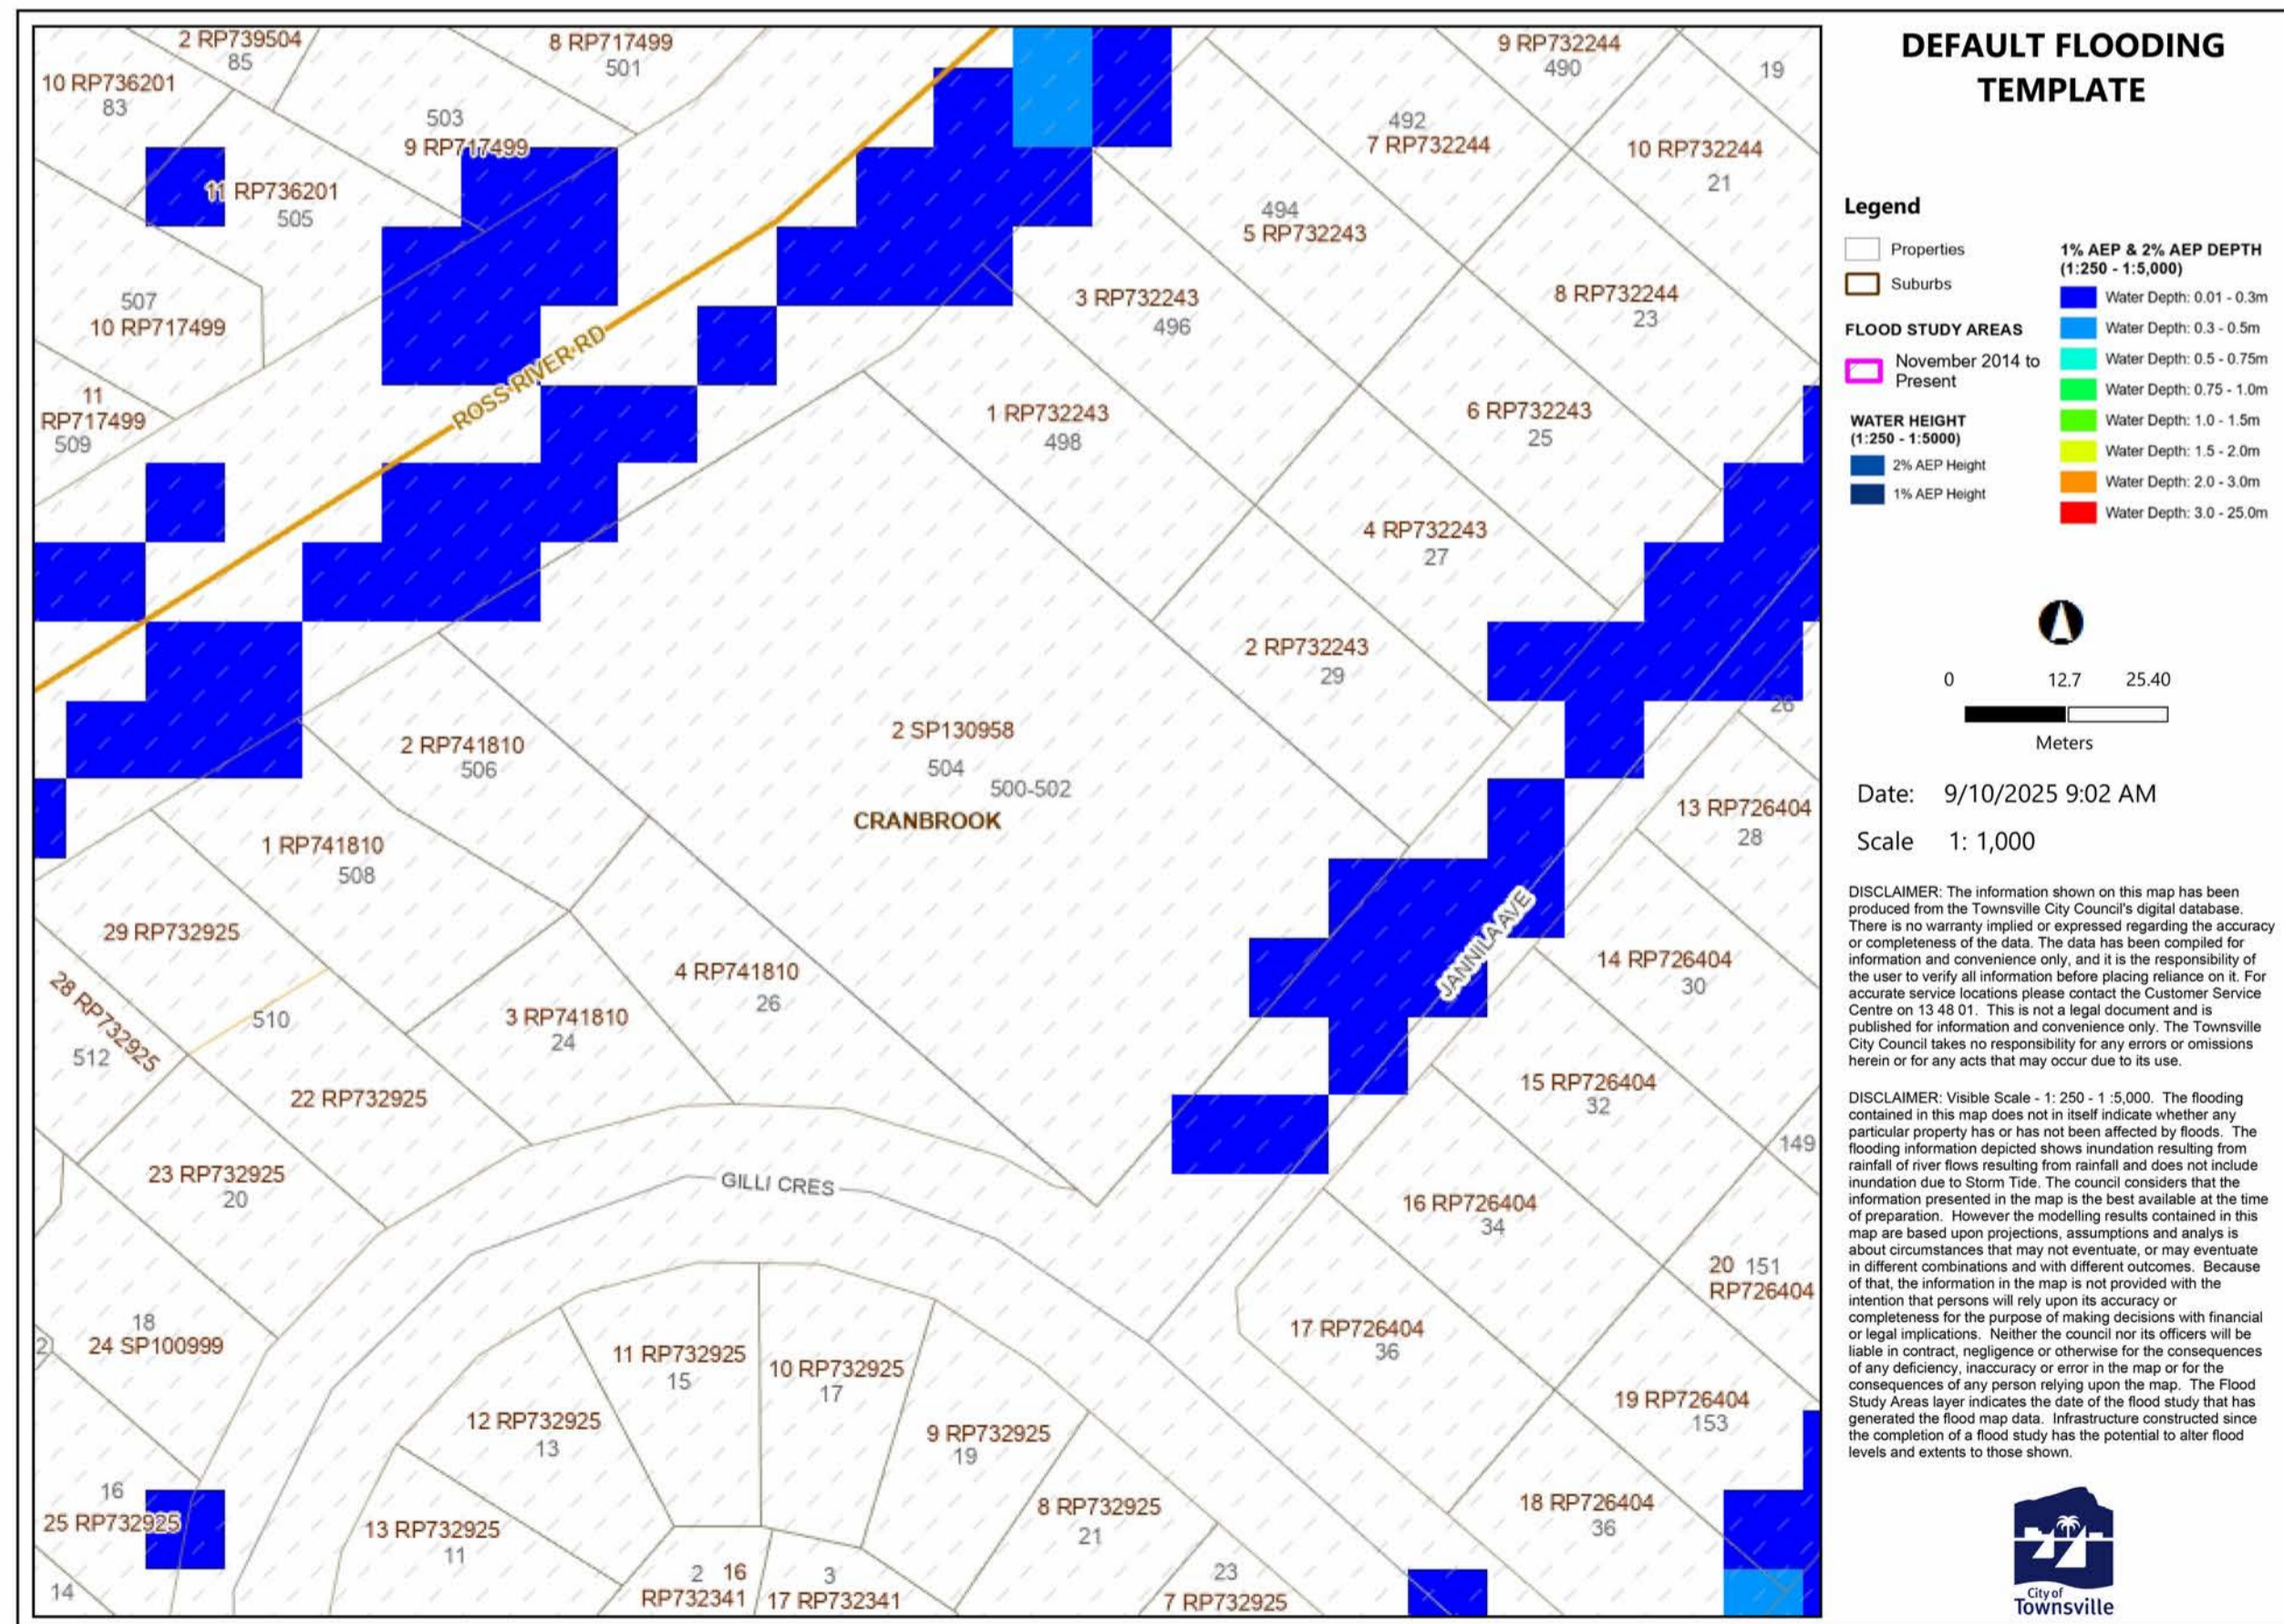 2 RP739504
85
8 RP717499
501
9 RP732244
490
19
10 RP736201
83
503
9 RP717499
492
7 RP732244
10 RP732244
21
11 RP736201
505
494
5 RP732243
507
10 RP717499
3 RP732243
496
8 RP732244
23
ROSS RIVER RD
11
RP717499
509
1 RP732243
498
6 RP732243
25
4 RP732243
27
2 RP732243
29
26
2 RP741810
506
2 SP130958
504
500-502
CRANBROOK
13 RP726404
28
1 RP741810
508
29 RP732925
JANNILA AVE
14 RP726404
30
4 RP741810
26
28 RP732925
512
510
3 RP741810
24
15 RP726404
32
22 RP732925
149
23 RP732925
20
GILLI CRES
16 RP726404
34
20 151
RP726404
18
24 SP100999
2
17 RP726404
36
11 RP732925
15
10 RP732925
17
19 RP726404
153
12 RP732925
13
9 RP732925
19
16
25 RP732925
13 RP732925
11
8 RP732925
21
18 RP726404
36
14
2 16
RP732341
3
17 RP732341
23
7 RP732925
DEFAULT FLOODING
TEMPLATE
Legend
Properties
Suburbs
FLOOD STUDY AREAS
November 2014 to
Present
WATER HEIGHT
(1:250 - 1:5000)
2% AEP Height
1% AEP Height
1% AEP & 2% AEP DEPTH
(1:250 - 1:5,000)
Water Depth: 0.01 - 0.3m
Water Depth: 0.3 - 0.5m
Water Depth: 0.5 - 0.75m
Water Depth: 0.75 - 1.0m
Water Depth: 1.0 - 1.5m
Water Depth: 1.5 - 2.0m
Water Depth: 2.0 - 3.0m
Water Depth: 3.0 - 25.0m
0 12.7 25.40
Meters
Date: 9/10/2025 9:02 AM
Scale 1: 1,000
DISCLAIMER: The information shown on this map has been
produced from the Townsville City Council's digital database.
There is no warranty implied or expressed regarding the accuracy
or completeness of the data. The data has been compiled for
information and convenience only, and it is the responsibility of
the user to verify all information before placing reliance on it. For
accurate service locations please contact the Customer Service
Centre on 13 48 01. This is not a legal document and is
published for information and convenience only. The Townsville
City Council takes no responsibility for any errors or omissions
herein or for any acts that may occur due to its use.
DISCLAIMER: Visible Scale - 1: 250 - 1 :5,000. The flooding
contained in this map does not in itself indicate whether any
particular property has or has not been affected by floods. The
flooding information depicted shows inundation resulting from
rainfall of river flows resulting from rainfall and does not include
inundation due to Storm Tide. The council considers that the
information presented in the map is the best available at the time
of preparation. However the modelling results contained in this
map are based upon projections, assumptions and analys is
about circumstances that may not eventuate, or may eventuate
in different combinations and with different outcomes. Because
of that, the information in the map is not provided with the
intention that persons will rely upon its accuracy or
completeness for the purpose of making decisions with financial
or legal implications. Neither the council nor its officers will be
liable in contract, negligence or otherwise for the consequences
of any deficiency, inaccuracy or error in the map or for the
consequences of any person relying upon the map. The Flood
Study Areas layer indicates the date of the flood study that has
generated the flood map data. Infrastructure constructed since
the completion of a flood study has the potential to alter flood
levels and extents to those shown.
City of
Townsville